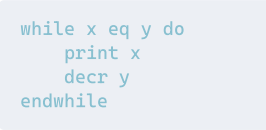 while x eq y do
    print x
    decr y
endwhile